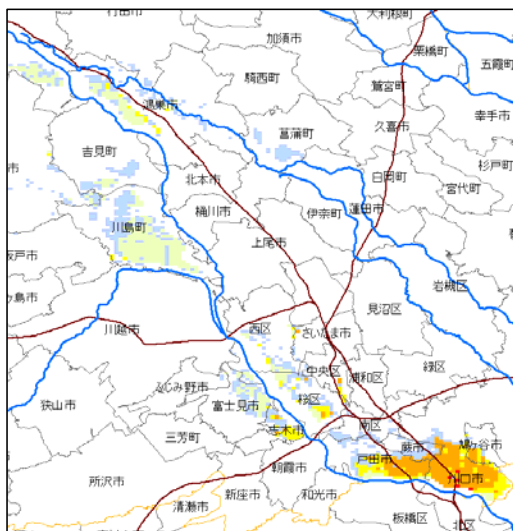 行田市
大利根町
加須市
栗橋町
五霞町
騎西町
鷲宮町
鴻巣市
幸手市
菖蒲町
久喜市
吉見町
杉戸町
白岡町
北本市
宮代町
桶川市
伊奈町
蓮田市
川島町
上尾市
坂戸市
岩槻区
ヶ島市
見沼区
川越市
西区
さいたま市
緑区
中央区
浦和区
ふじみ野市
桜区
狭山市
富士見市
南区
志木市
三芳町
蕨市
鳩ヶ谷市
戸田市
朝霞市
川口市
所沢市
新座市
和光市
清瀬市
板橋区
北区